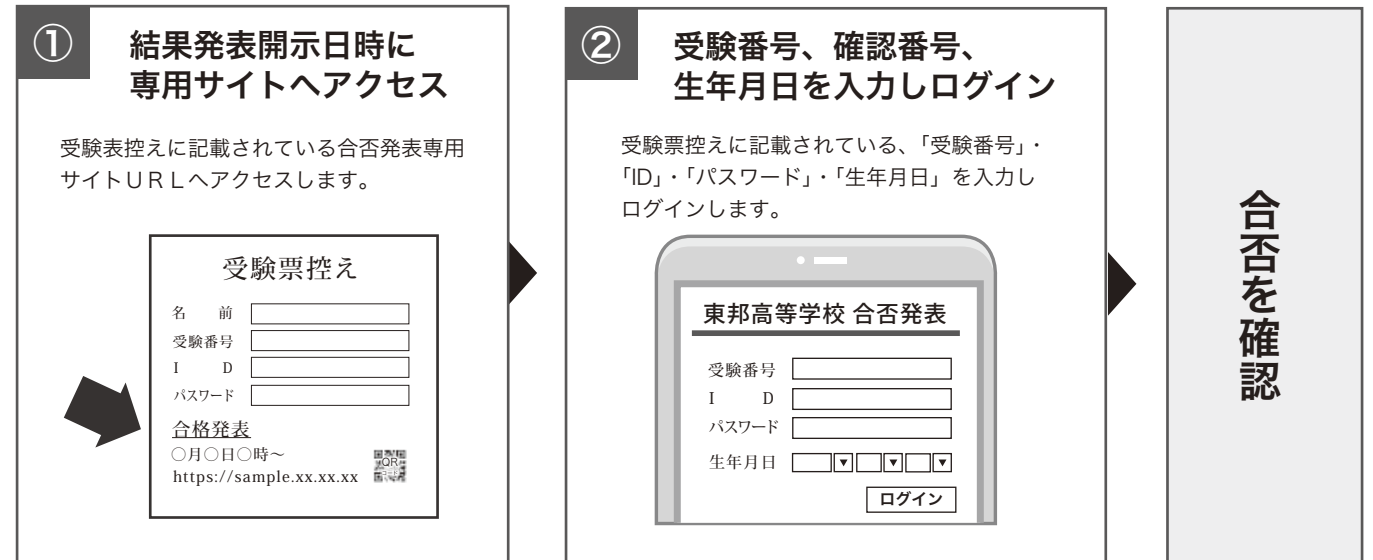 ①
結果発表開示日時に
専用サイトへアクセス
受験表控えに記載されている合否発表専用
サイトＵＲＬへアクセスします。
受験票控え
名　前
受験番号
I　D
パスワード
合格発表
○月○日○時～
https://sample.xx.xx.xx
QR
コード
②
受験番号、確認番号、
生年月日を入力しログイン
受験票控えに記載されている、「受験番号」・
「ID」・「パスワード」・「生年月日」を入力し
ログインします。
東邦高等学校 合否発表
受験番号
I　D
パスワード
生年月日 ▼ ▼ ▼
ログイン
合否を確認